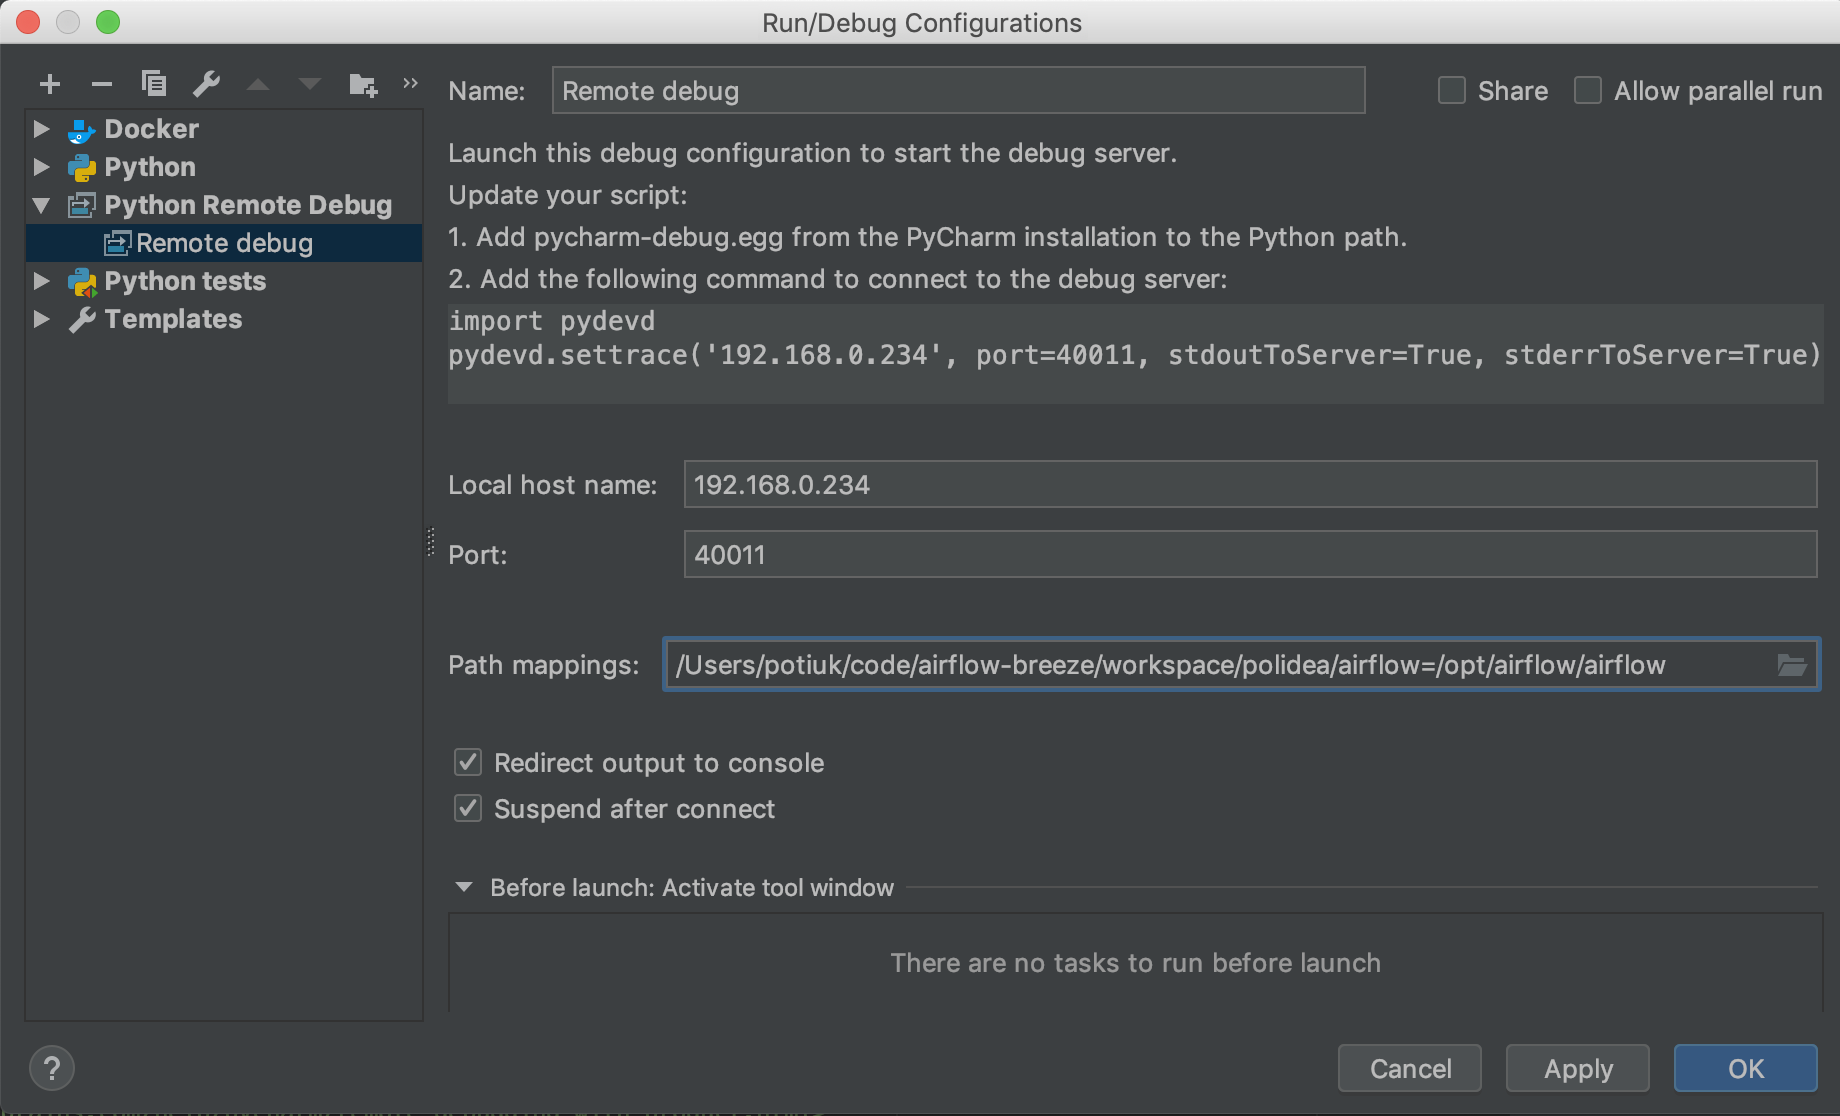 Run/Debug Configurations
Name: Remote debug
Share
Allow parallel run
Docker
Python
Python Remote Debug
Remote debug
Python tests
Templates
Launch this debug configuration to start the debug server.
Update your script:
1. Add pycharm-debug.egg from the PyCharm installation to the Python path.
2. Add the following command to connect to the debug server:
import pydevd
pydevd.settrace('192.168.0.234', port=40011, stdoutToServer=True, stderrToServer=True)
Local host name: 192.168.0.234
Port: 40011
Path mappings: /Users/potiuk/code/airflow-breeze/workspace/polidea/airflow=/opt/airflow/airflow
Redirect output to console
Suspend after connect
Before launch: Activate tool window
There are no tasks to run before launch
?
Cancel
Apply
OK